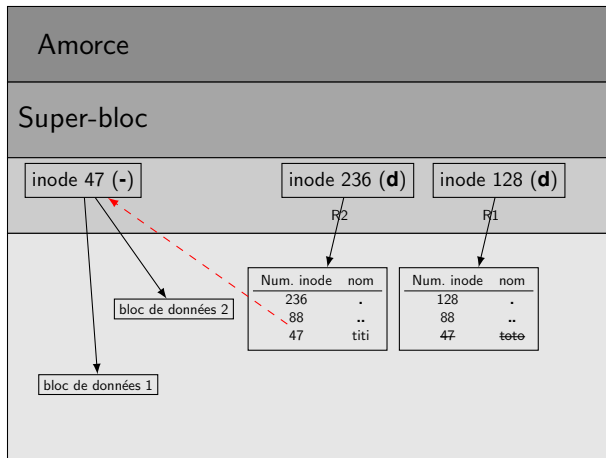 Amorce
Super-bloc
inode 47 (-)
inode 236 (d)
inode 128 (d)
R2
R1
Num. inode nom
236 .
88 ..
47 titi
Num. inode nom
128 .
88 ..
47 toto
bloc de données 2
bloc de données 1